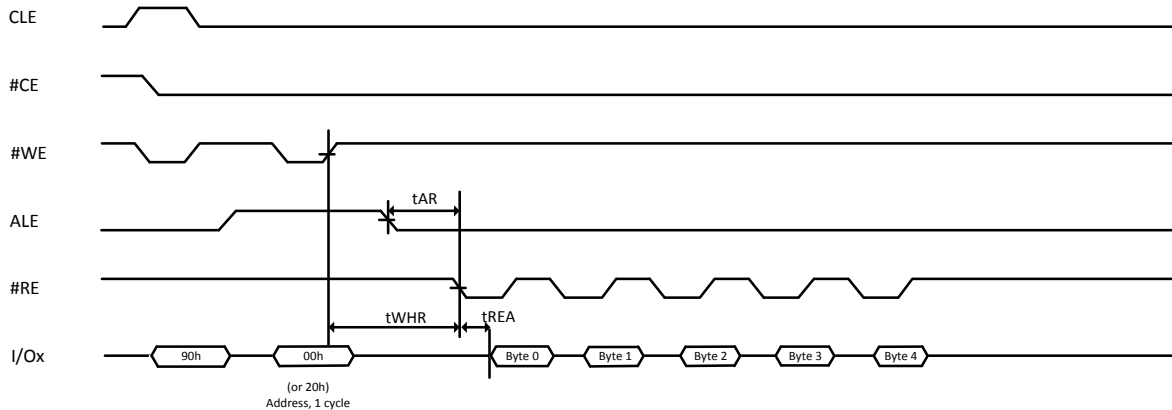 CLE
#CE
#WE
ALE
tAR
#RE
tWHR
tREA
I/Ox
90h
00h
Byte 0
Byte 1
Byte 2
Byte 3
Byte 4
(or 20h)
Address, 1 cycle